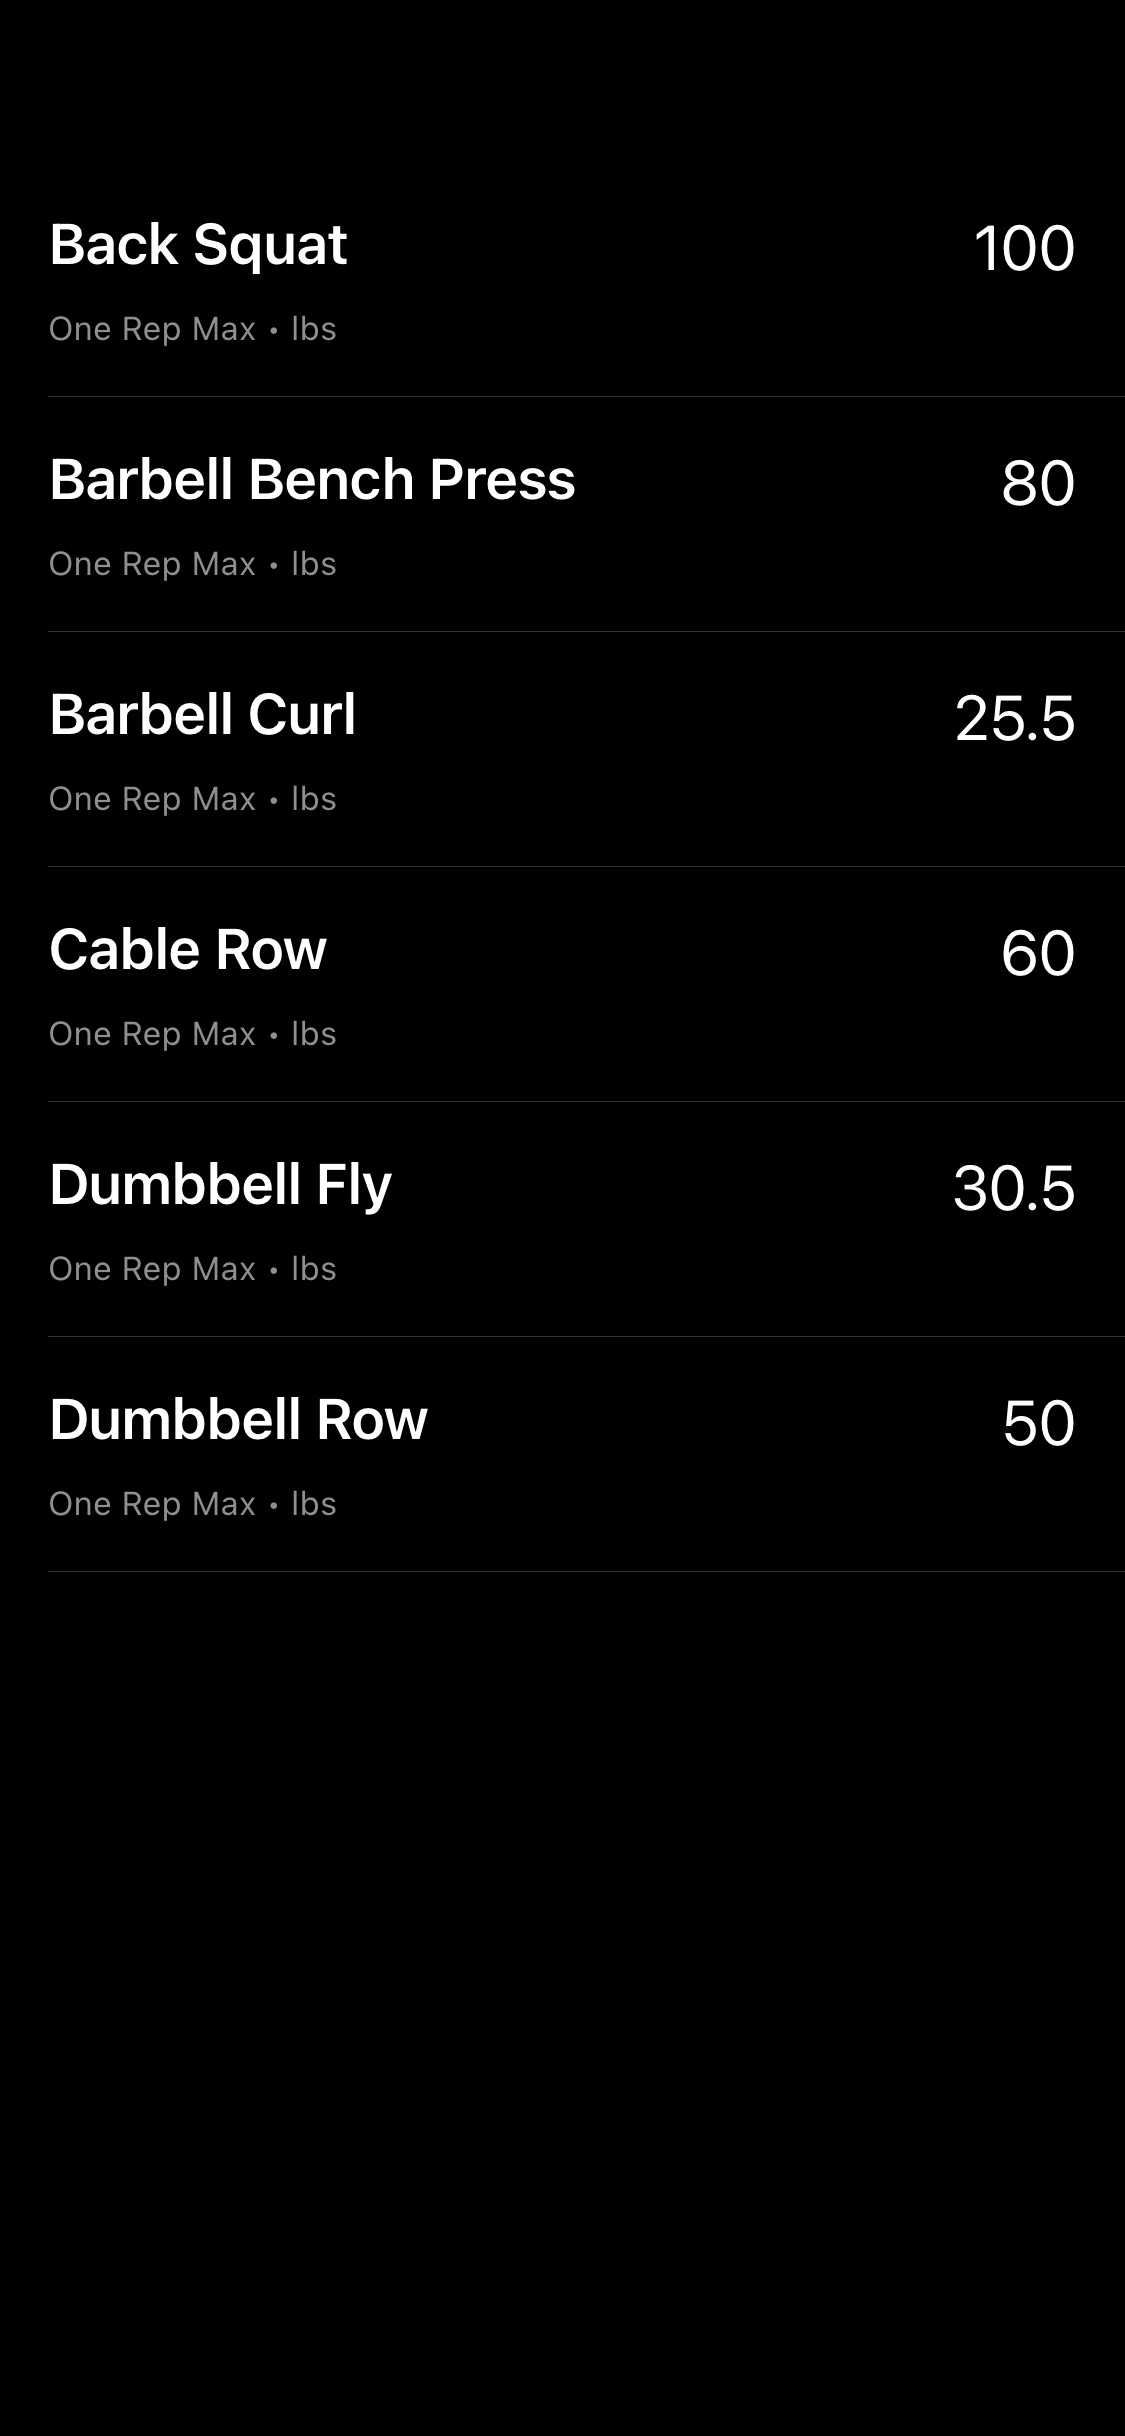 Back Squat 100
One Rep Max • lbs
Barbell Bench Press 80
One Rep Max • lbs
Barbell Curl 25.5
One Rep Max • lbs
Cable Row 60
One Rep Max • lbs
Dumbbell Fly 30.5
One Rep Max • lbs
Dumbbell Row 50
One Rep Max • lbs